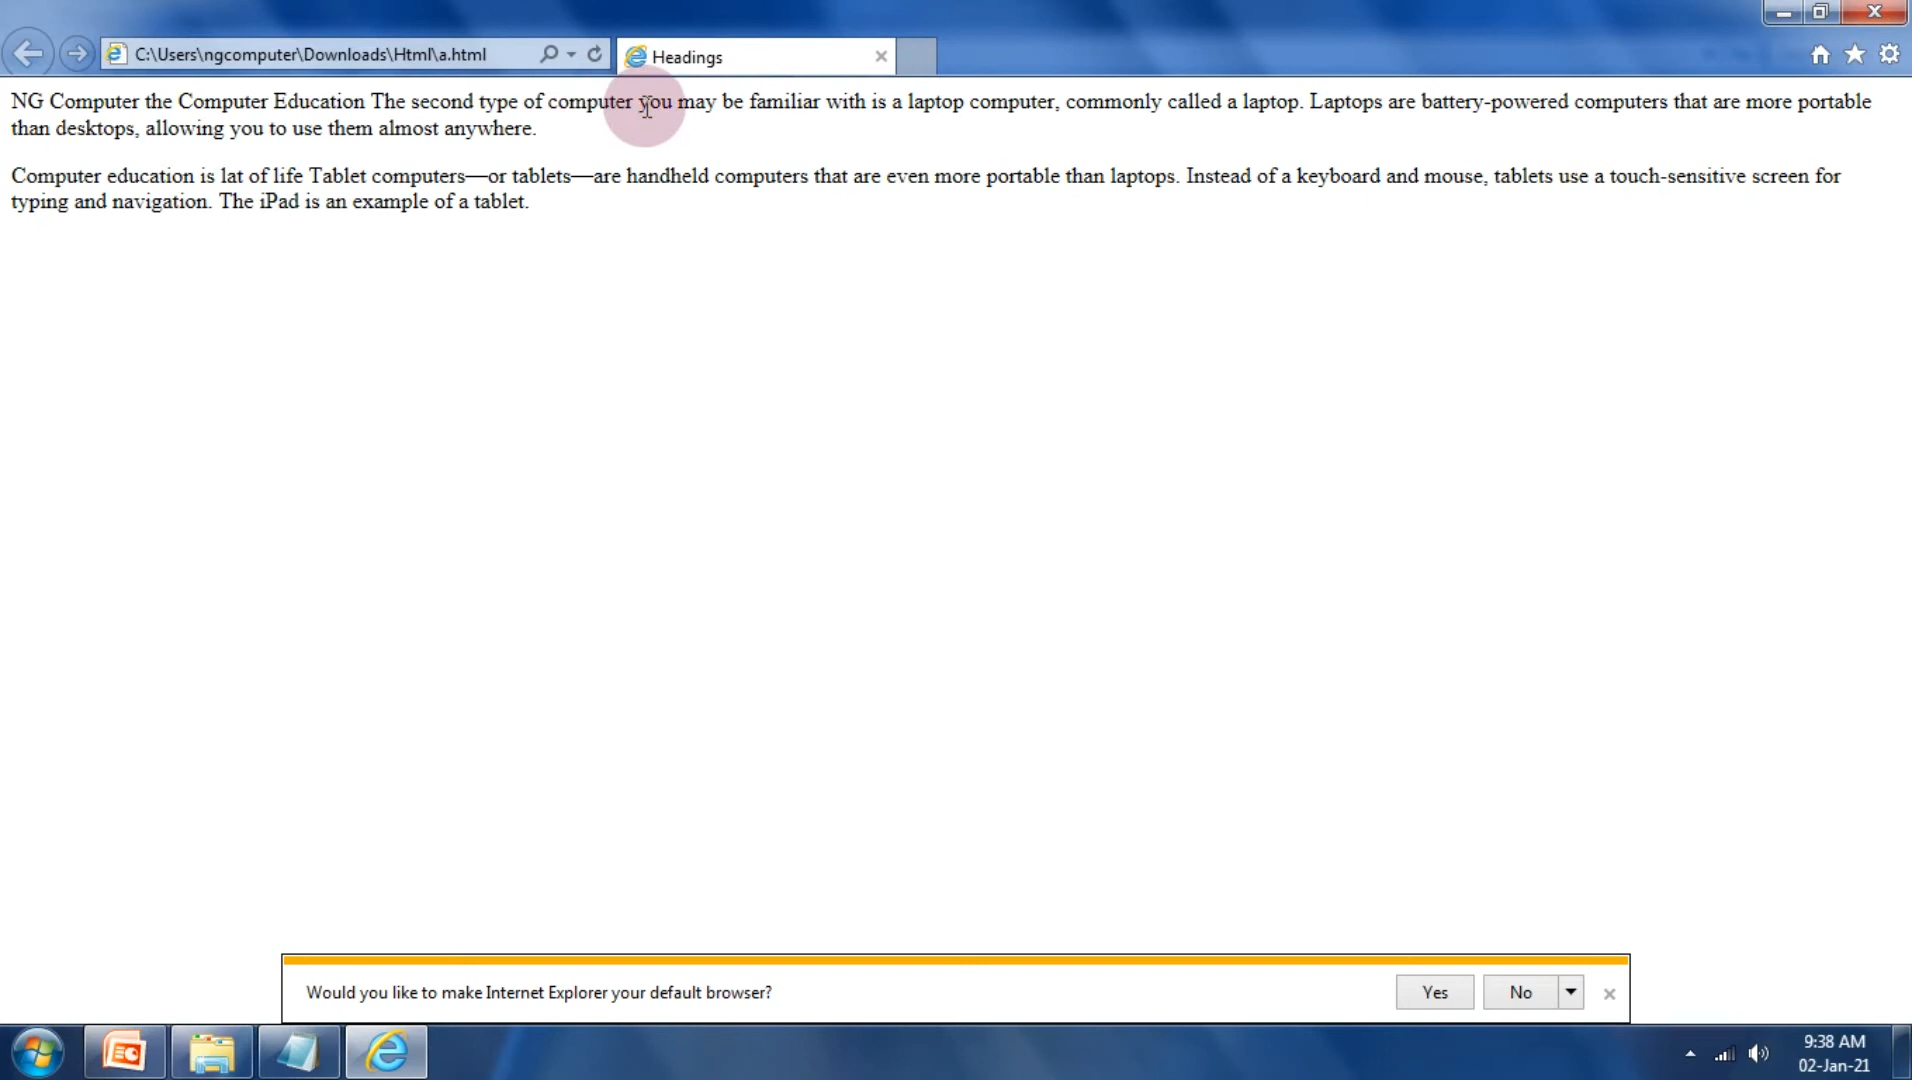 C:\Users\ngcomputer\Downloads\Html\a.html
Headings
NG Computer the Computer Education The second type of computer you may be familiar with is a laptop computer, commonly called a laptop. Laptops are battery-powered computers that are more portable
than desktops, allowing you to use them almost anywhere.
Computer education is lat of life Tablet computers—or tablets—are handheld computers that are even more portable than laptops. Instead of a keyboard and mouse, tablets use a touch-sensitive screen for
typing and navigation. The iPad is an example of a tablet.
Would you like to make Internet Explorer your default browser?
Yes
No
9:38 AM
02-Jan-21